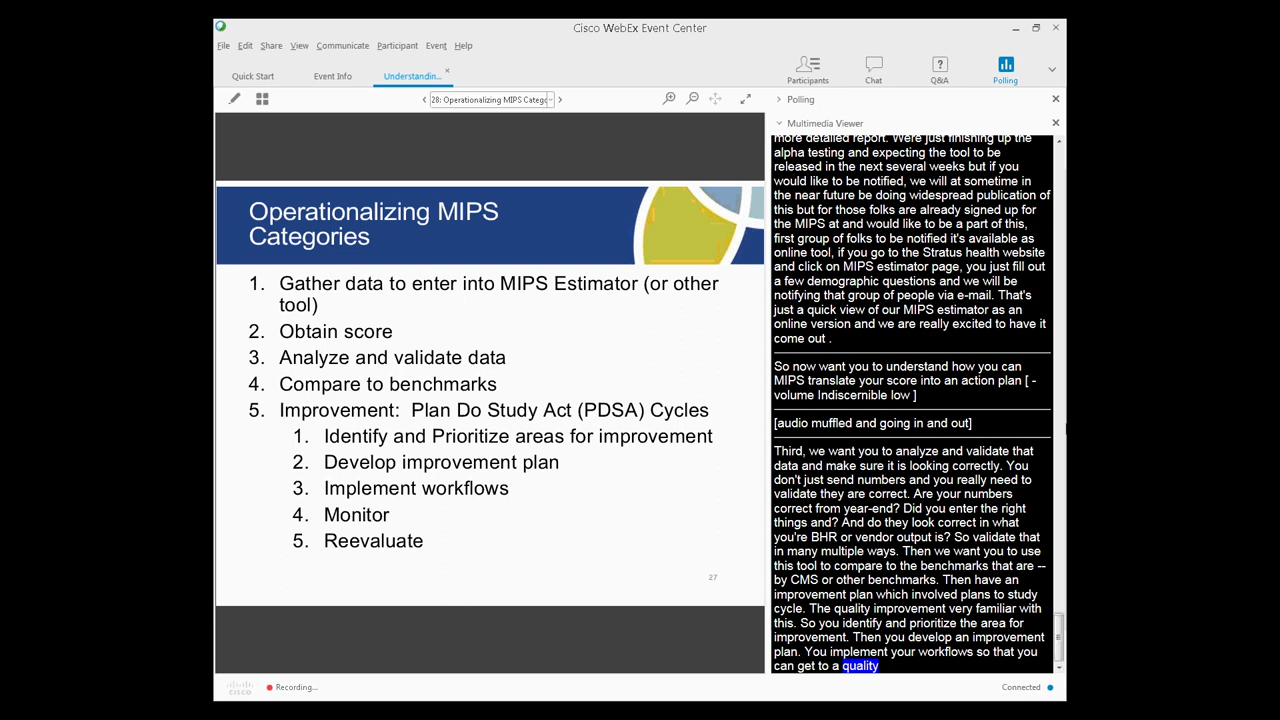 Cisco WebEx Event Center
File Edit Share View Communicate Participant Event Help
Quick Start Event Info Understandin...
Participants Chat Q&A Polling
28: Operationalizing MIPS Catego
Polling
Multimedia Viewer
Operationalizing MIPS
Categories
1. Gather data to enter into MIPS Estimator (or other
tool)
2. Obtain score
3. Analyze and validate data
4. Compare to benchmarks
5. Improvement: Plan Do Study Act (PDSA) Cycles
1. Identify and Prioritize areas for improvement
2. Develop improvement plan
3. Implement workflows
4. Monitor
5. Reevaluate
27
more detailed report. Were just finishing up the
alpha testing and expecting the tool to be
released in the next several weeks but if you
would like to be notified, we will at sometime in
the near future be doing widespread publication of
this but for those folks are already signed up for
the MIPS at and would like to be a part of this,
first group of folks to be notified it's available as
online tool, if you go to the Stratus health website
and click on MIPS estimator page, you just fill out
a few demographic questions and we will be
notifying that group of people via e-mail. That's
just a quick view of our MIPS estimator as an
online version and we are really excited to have it
come out .
So now want you to understand how you can
MIPS translate your score into an action plan [ -
volume Indiscernible low ]
[audio muffled and going in and out]
Third, we want you to analyze and validate that
data and make sure it is looking correctly. You
don't just send numbers and you really need to
validate they are correct. Are your numbers
correct from year-end? Did you enter the right
things and? And do they look correct in what
you're BHR or vendor output is? So validate that
in many multiple ways. Then we want you to use
this tool to compare to the benchmarks that are --
by CMS or other benchmarks. Then have an
improvement plan which involved plans to study
cycle. The quality improvement very familiar with
this. So you identify and prioritize the area for
improvement. Then you develop an improvement
plan. You implement your workflows so that you
can get to a quality
cisco Recording...
Connected